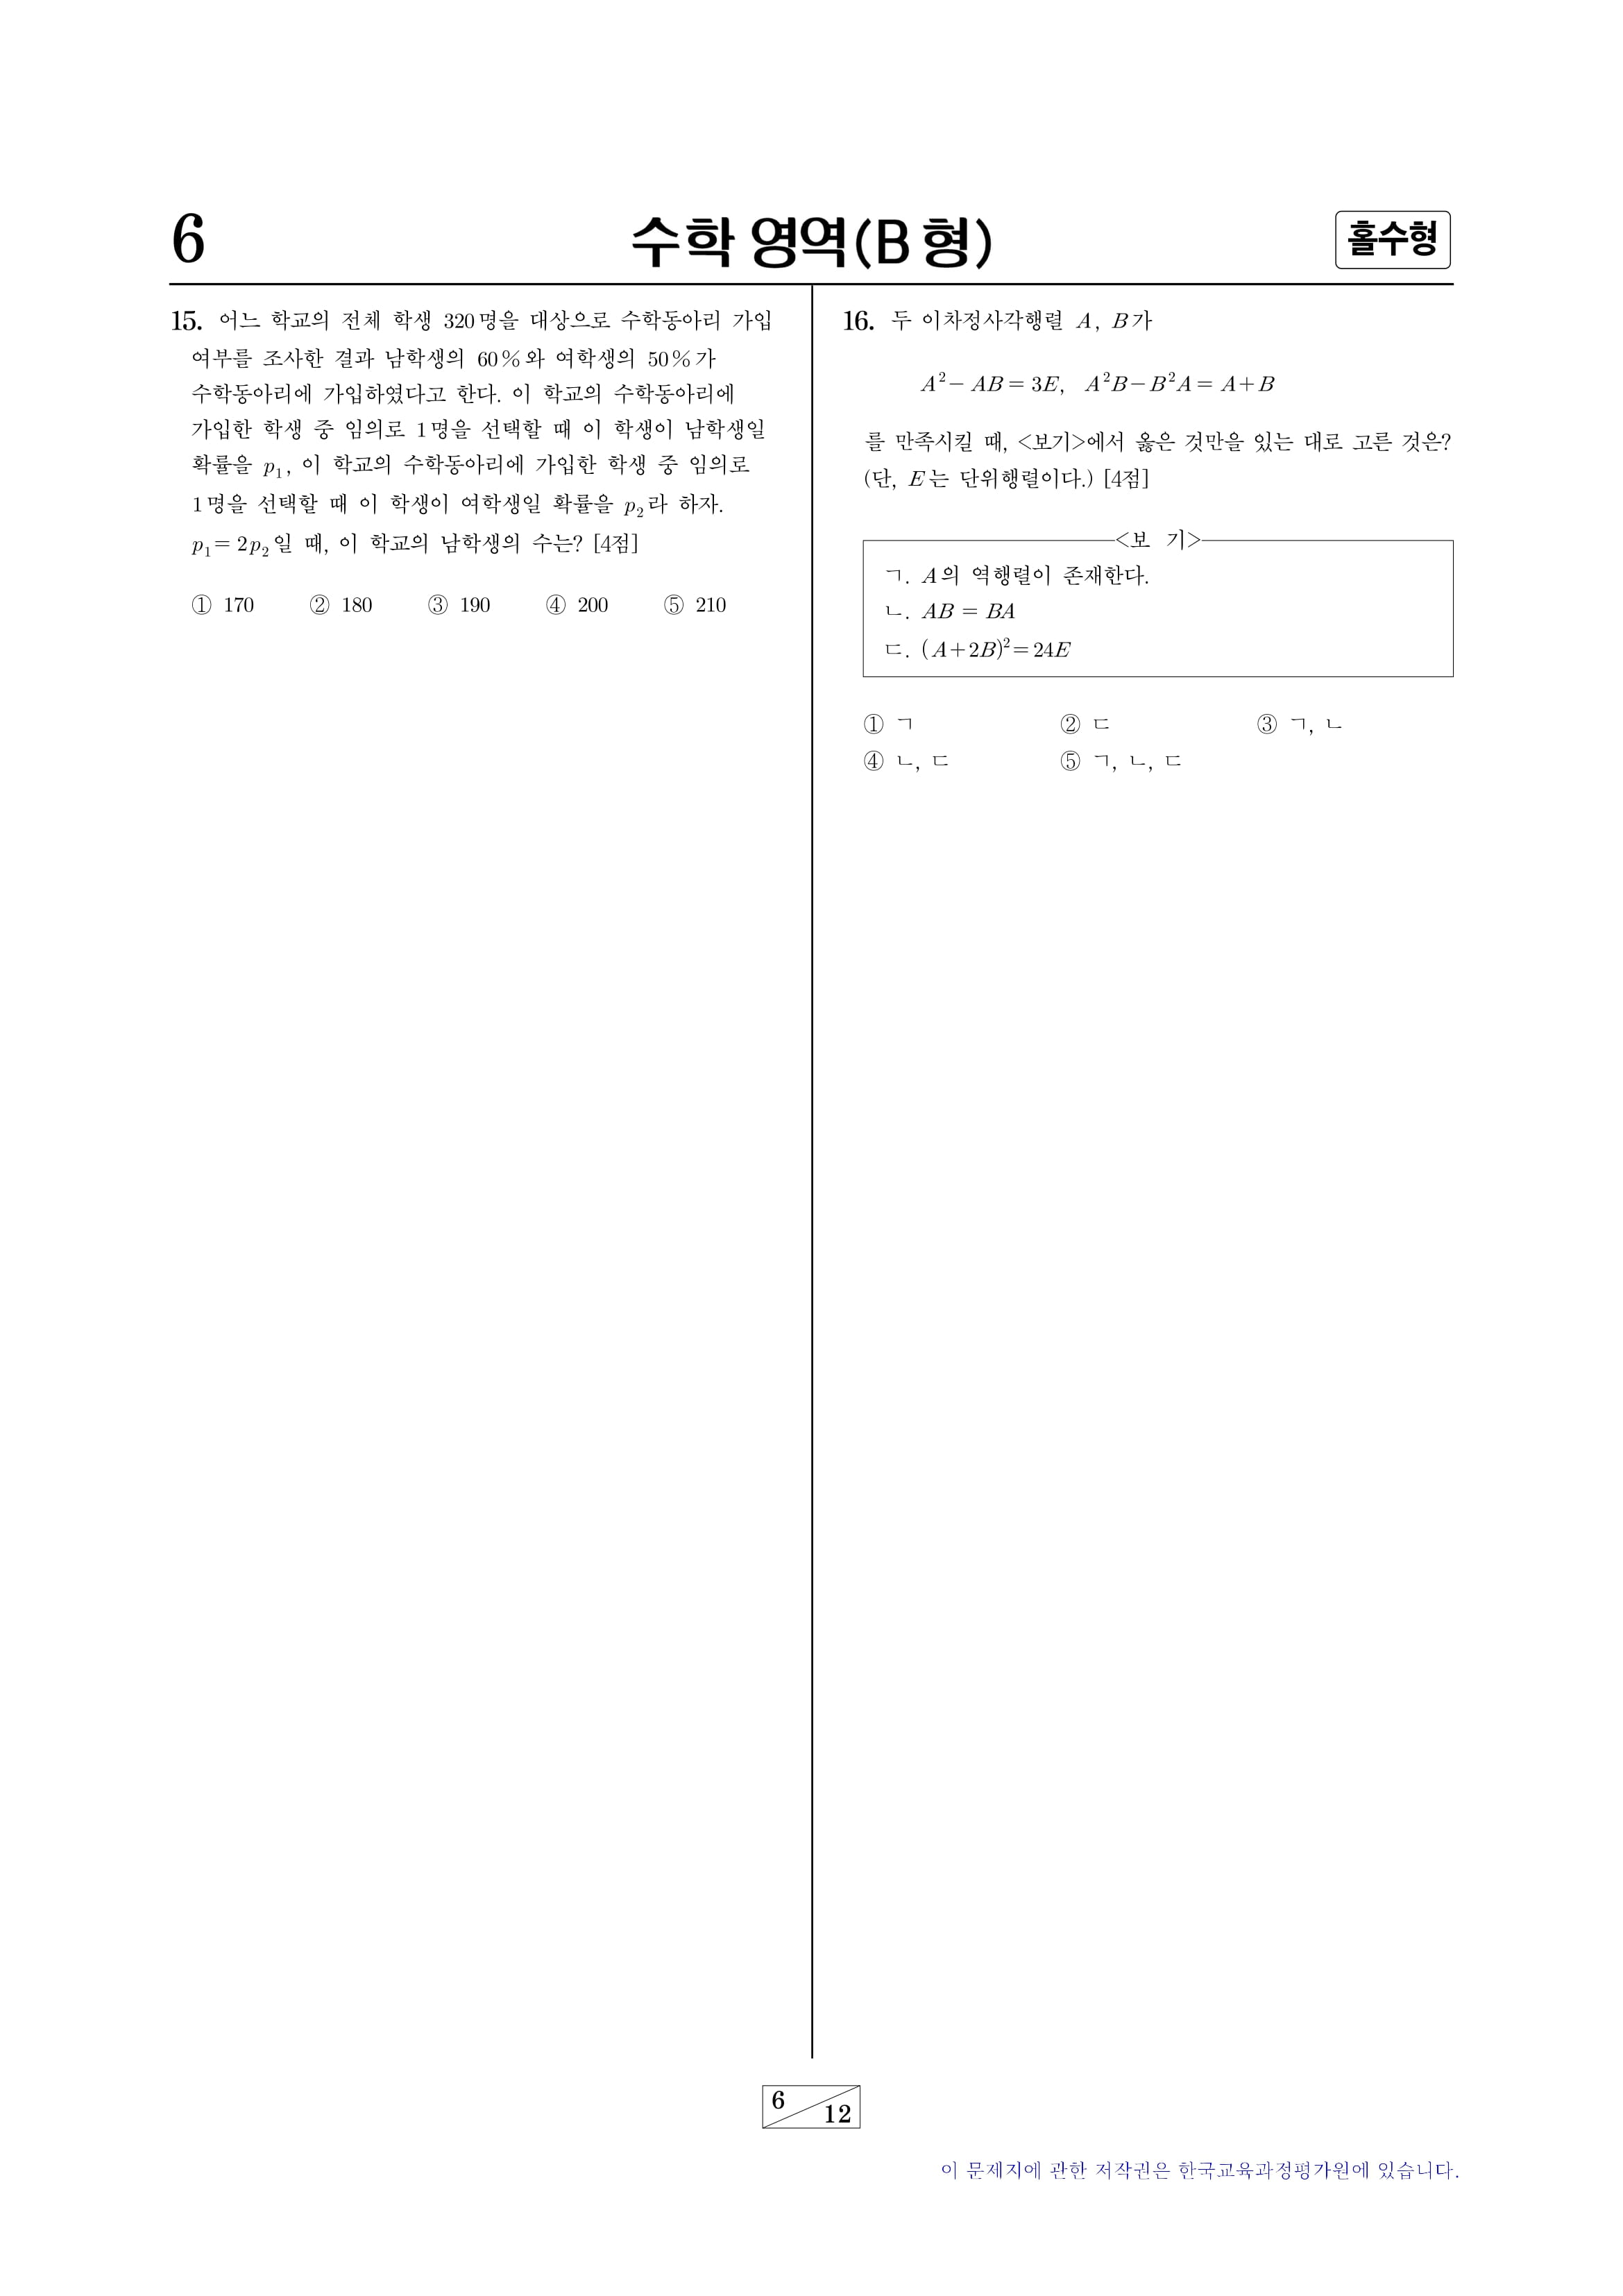 6
수학 영역(B 형)
홀수형
15. 어느 학교의 전체 학생 320명을 대상으로 수학동아리 가입
여부를 조사한 결과 남학생의 60%와 여학생의 50%가
수학동아리에 가입하였다고 한다. 이 학교의 수학동아리에
가입한 학생 중 임의로 1명을 선택할 때 이 학생이 남학생일
확률을 p₁, 이 학교의 수학동아리에 가입한 학생 중 임의로
1명을 선택할 때 이 학생이 여학생일 확률을 p₂라 하자.
p₁= 2p₂일 때, 이 학교의 남학생의 수는? [4점]
① 170 ② 180 ③ 190 ④ 200 ⑤ 210
16. 두 이차정사각행렬 A, B가
A²− AB = 3E, A²B−B²A = A+B
를 만족시킬 때, <보기>에서 옳은 것만을 있는 대로 고른 것은?
(단, E는 단위행렬이다.) [4점]
<보 기>
ㄱ. A의 역행렬이 존재한다.
ㄴ. AB = BA
ㄷ. (A+2B)²= 24E
① ㄱ ② ㄷ ③ ㄱ, ㄴ
④ ㄴ, ㄷ ⑤ ㄱ, ㄴ, ㄷ
6
12
이 문제지에 관한 저작권은 한국교육과정평가원에 있습니다.